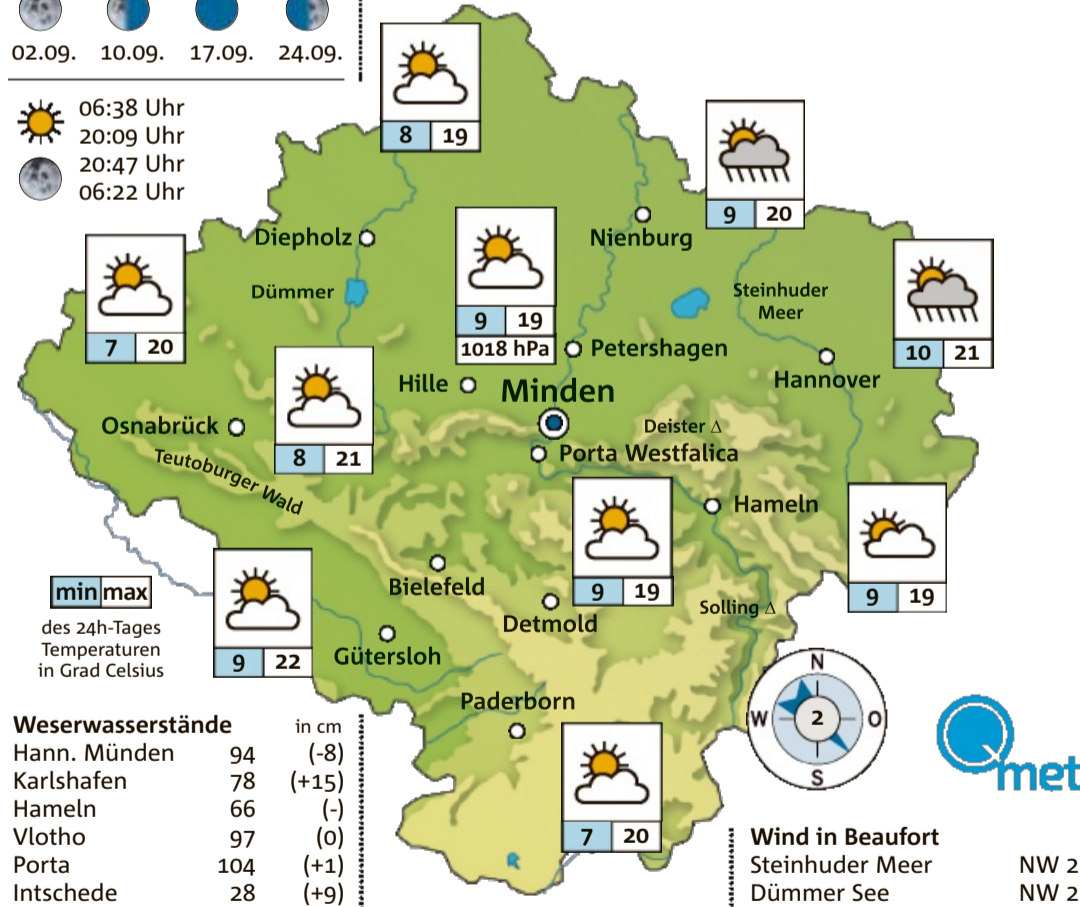 02.09. 10.09. 17.09. 24.09.
06:38 Uhr
20:09 Uhr
20:47 Uhr
06:22 Uhr
8 19
9 20
Diepholz
Nienburg
Dümmer
Steinhuder
Meer
7 20
9 19
1018 hPa
10 21
Petershagen
Hille
Minden
Hannover
Osnabrück
8 21
Deister Δ
Porta Westfalica
Teutoburger Wald
Hameln
Bielefeld
9 19
9 19
Solling Δ
Detmold
min max
des 24h-Tages
Temperaturen
in Grad Celsius
9 22
Gütersloh
Paderborn
7 20
N
W 2 O
S
Qmet
Weserwasserstände in cm
Hann. Münden 94 (-8)
Karlshafen 78 (+15)
Hameln 66 (-)
Vlotho 97 (0)
Porta 104 (+1)
Intschede 28 (+9)
Wind in Beaufort
Steinhuder Meer NW 2
Dümmer See NW 2